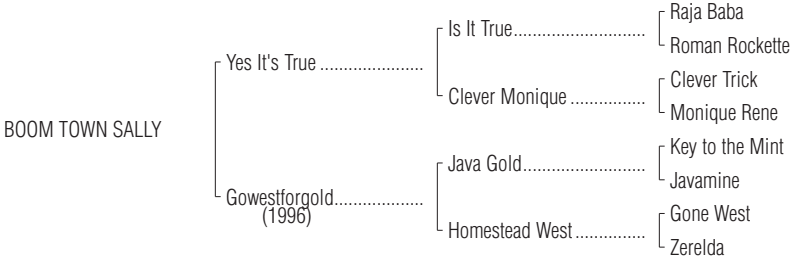 Raja Baba
Is It True..............................
Roman Rockette
Yes It's True ......................
Clever Trick
Clever Monique ................
Monique Rene
BOOM TOWN SALLY
Key to the Mint
Java Gold..........................
Javamine
Gowestforgold...................
(1996)
Gone West
Homestead West ...............
Zerelda